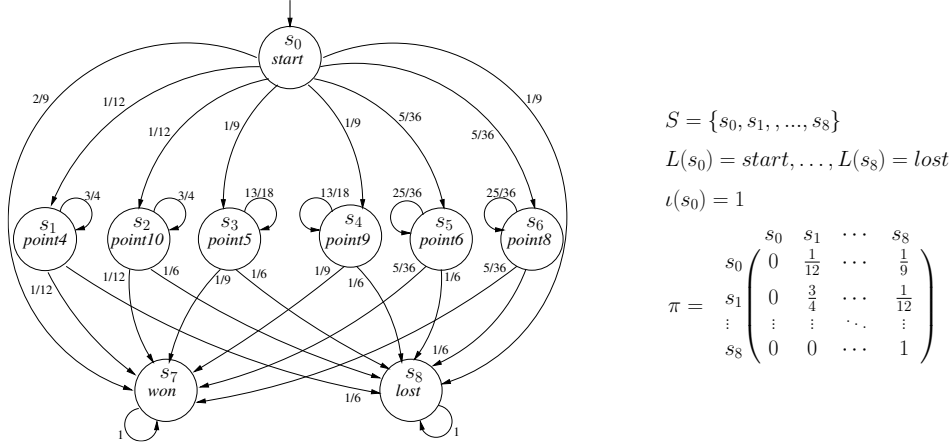 s₀
start
2/9
1/12
1/12
1/9
1/9
5/36
5/36
1/9
3/4
3/4
13/18
13/18
25/36
25/36
s₁
point4
s₂
point10
s₃
point5
s₄
point9
s₅
point6
s₆
point8
1/12
1/12
1/6
1/9
1/6
1/9
1/6
5/36
1/6
5/36
1/6
1/6
s₇
won
s₈
lost
1
1
S = {s₀, s₁, , ..., s₈}
L(s₀) = start, . . . , L(s₈) = lost
ι(s₀) = 1
s₀ s₁ ⋯ s₈
s₀ 0 1/12 ⋯ 1/9
π = s₁ 0 3/4 ⋯ 1/12
⋮ ⋮ ⋮ ⋱ ⋮
s₈ 0 0 ⋯ 1